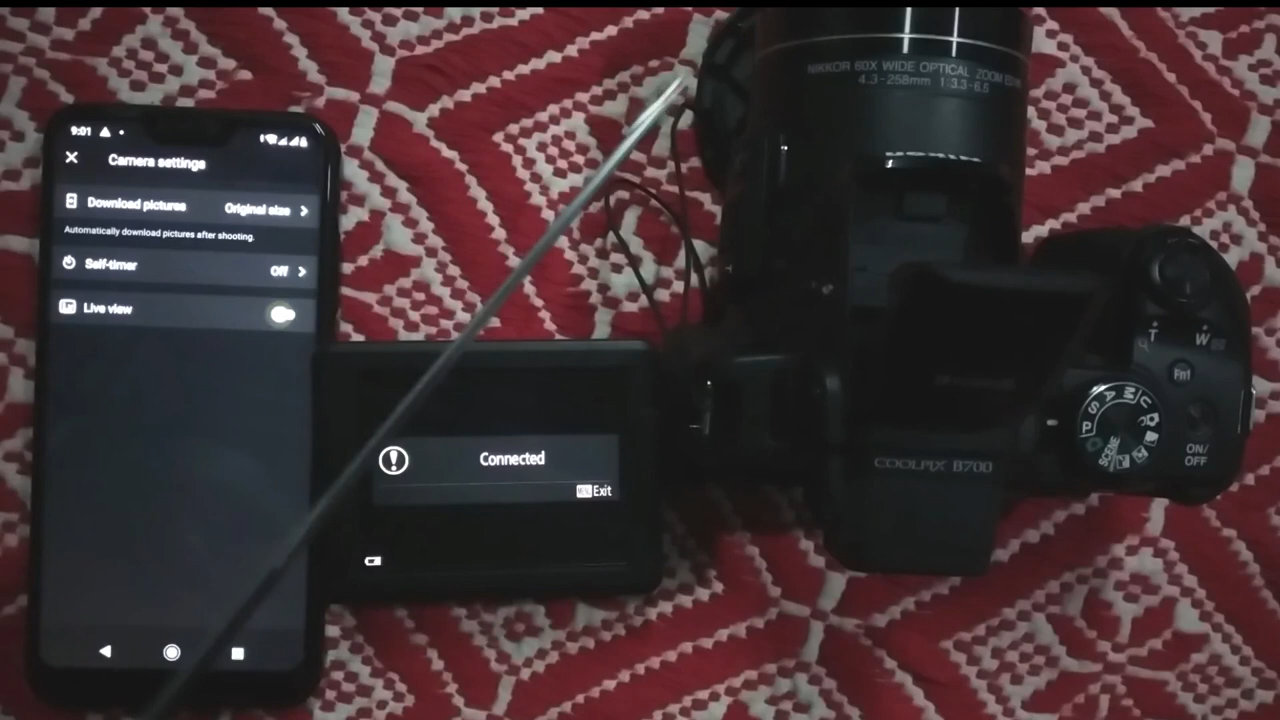 9:01
Camera settings
Download pictures Original size
Automatically download pictures after shooting.
Self-timer Off
Live view
Connected
MENU Exit
NIKKOR 60X WIDE OPTICAL ZOOM
4.3-258mm 1:3.3-6.5
Nikon
T W
Fn1
ON/
OFF
U
M
A
S
P
SCENE
COOLPIX B700